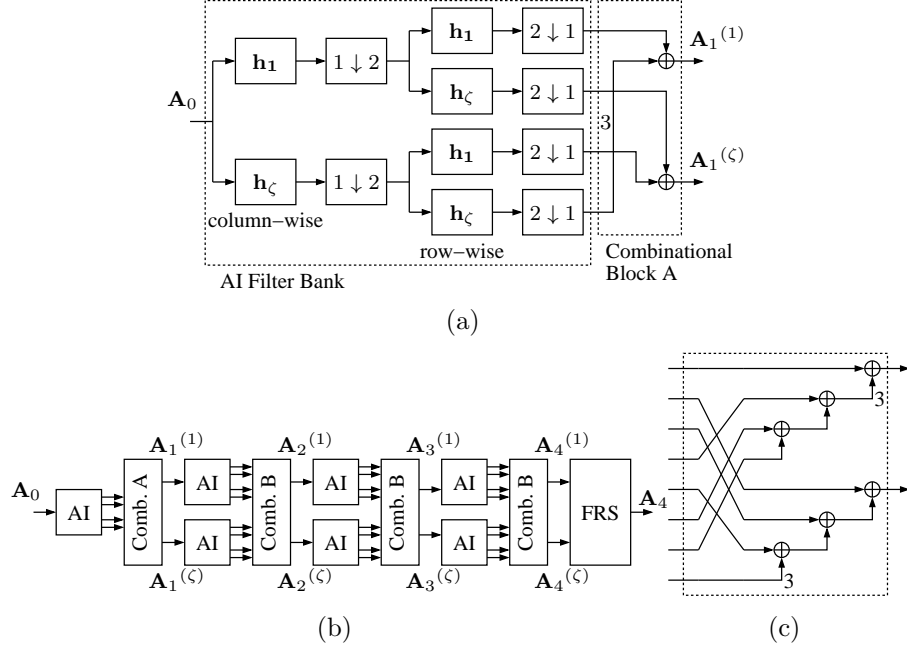 A₀
h₁
1 ↓ 2
h₁
2 ↓ 1
hζ
2 ↓ 1
A₁⁽¹⁾
3
hζ
1 ↓ 2
h₁
2 ↓ 1
hζ
2 ↓ 1
A₁⁽ζ⁾
column−wise
row−wise
AI Filter Bank
Combinational
Block A
(a)
A₀
AI
Comb. A
A₁⁽¹⁾
AI
A₁⁽ζ⁾
AI
Comb. B
A₂⁽¹⁾
AI
A₂⁽ζ⁾
AI
Comb. B
A₃⁽¹⁾
AI
A₃⁽ζ⁾
AI
Comb. B
A₄⁽¹⁾
A₄⁽ζ⁾
FRS
A₄
(b)
3
3
(c)